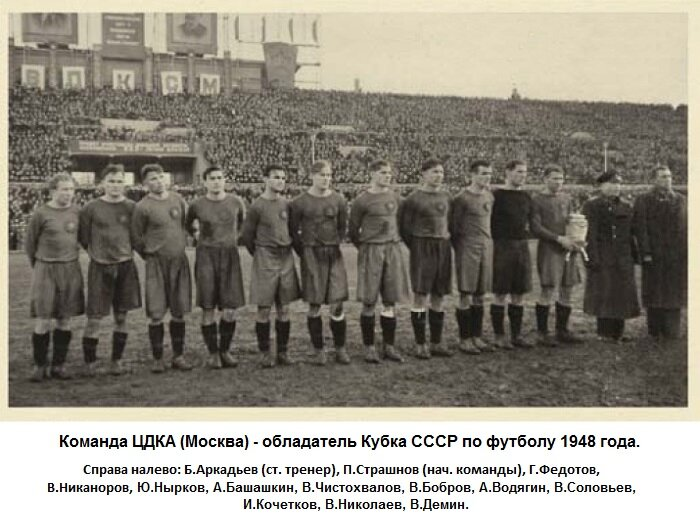 ВЛКСМ
Команда ЦДКА (Москва) - обладатель Кубка СССР по футболу 1948 года.
Справа налево: Б.Аркадьев (ст. тренер), П.Страшнов (нач. команды), Г.Федотов,
В.Никаноров, Ю.Нырков, А.Башашкин, В.Чистохвалов, В.Бобров, А.Водягин, В.Соловьев,
И.Кочетков, В.Николаев, В.Демин.